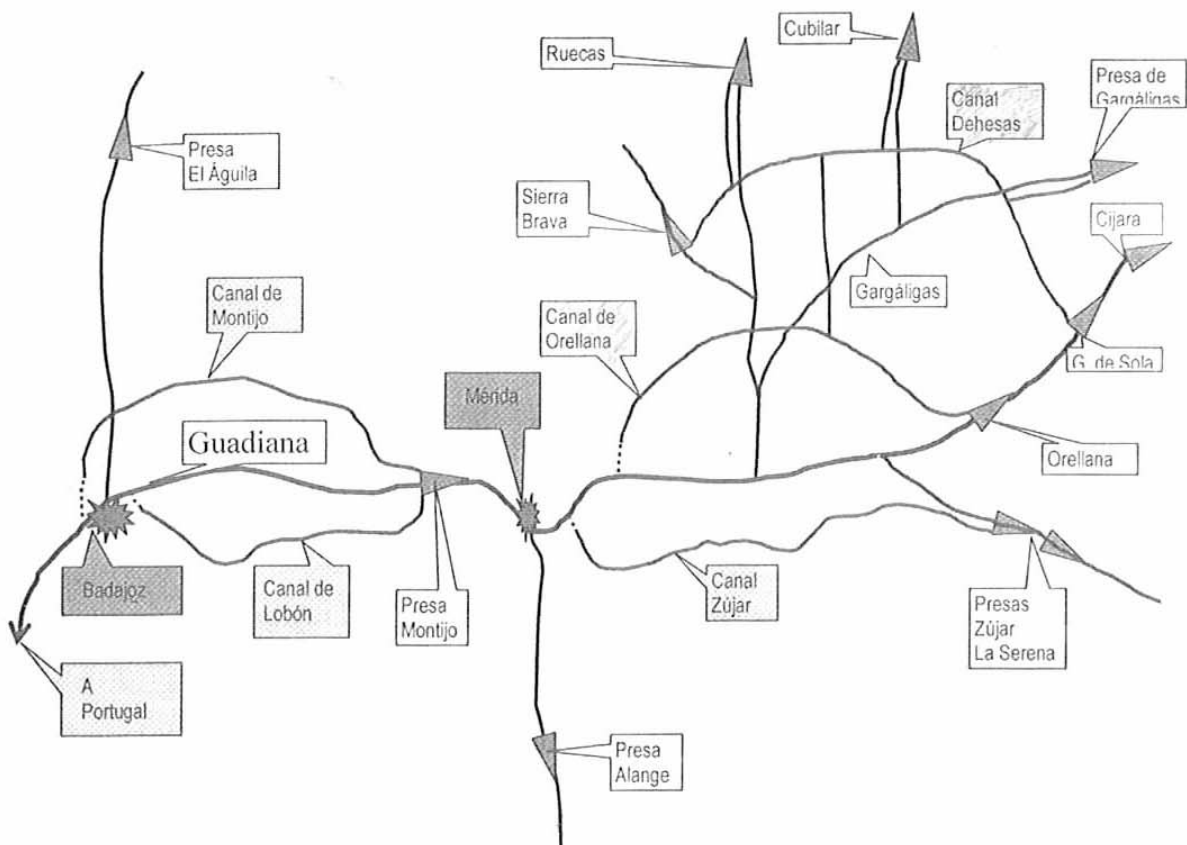 Cubilar
Ruecas
Presa de
Gargáligas
Canal
Dehesas
Presa
El Águila
Sierra
Brava
Cijara
Canal de
Montijo
Gargáligas
Canal de
Orellana
G. de Sola
Mérida
Guadiana
Orellana
Badajoz
Canal de
Lobón
Presa
Montijo
Canal
Zújar
Presas
Zújar
La Serena
A
Portugal
Presa
Alange